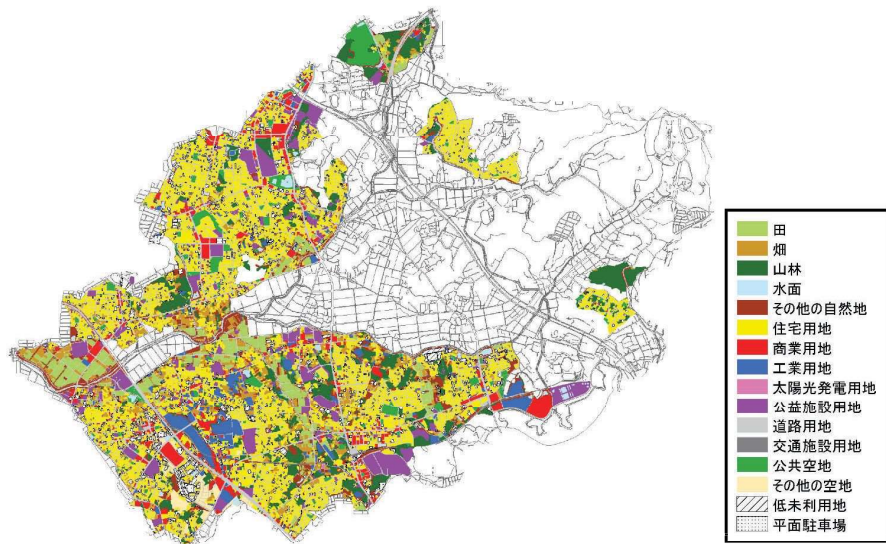 田
畑
山林
水面
その他の自然地
住宅用地
商業用地
工業用地
太陽光発電用地
公益施設用地
道路用地
交通施設用地
公共空地
その他の空地
低未利用地
平面駐車場